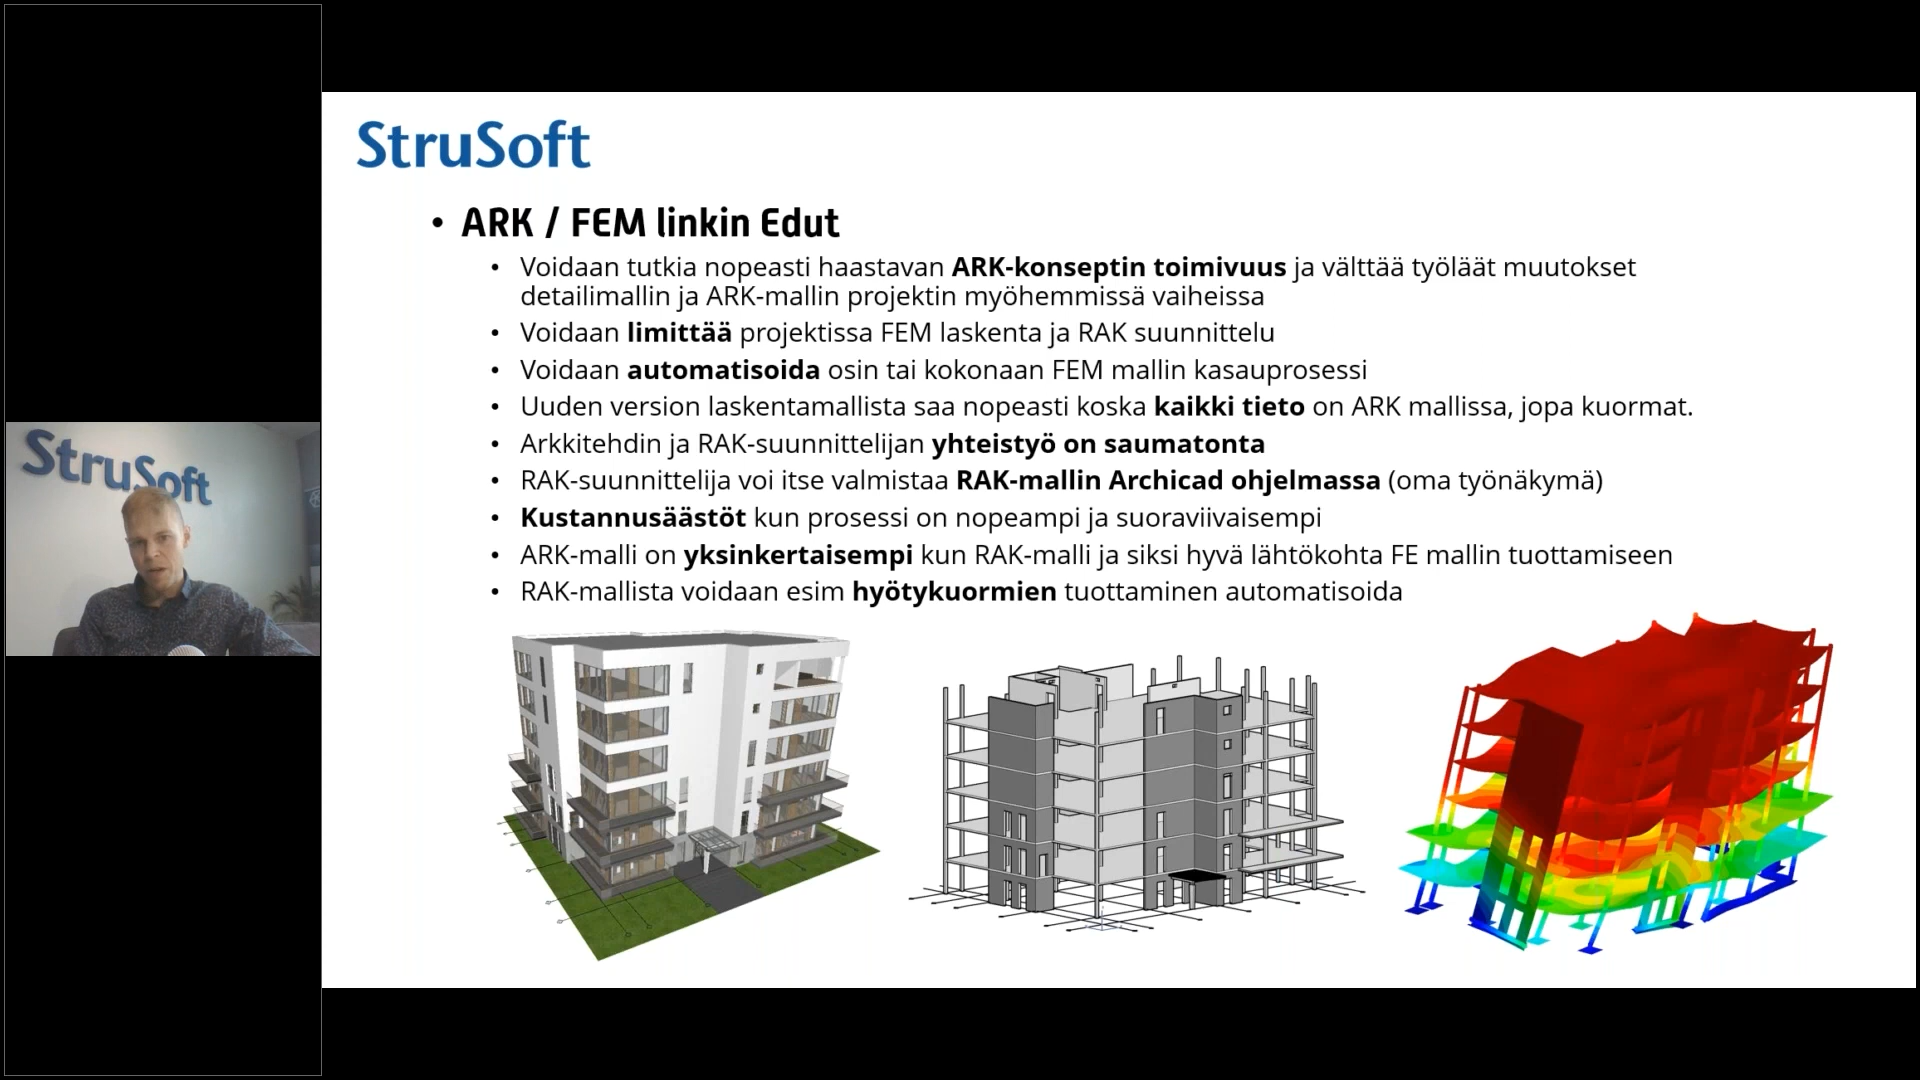 StruSoft
• ARK / FEM linkin Edut
• Voidaan tutkia nopeasti haastavan ARK-konseptin toimivuus ja välttää työläät muutokset
detailimallin ja ARK-mallin projektin myöhemmissä vaiheissa
• Voidaan limittää projektissa FEM laskenta ja RAK suunnittelu
• Voidaan automatisoida osin tai kokonaan FEM mallin kasauprosessi
• Uuden version laskentamallista saa nopeasti koska kaikki tieto on ARK mallissa, jopa kuormat.
• Arkkitehdin ja RAK-suunnittelijan yhteistyö on saumatonta
• RAK-suunnittelija voi itse valmistaa RAK-mallin Archicad ohjelmassa (oma työnäkymä)
• Kustannusäästöt kun prosessi on nopeampi ja suoraviivaisempi
• ARK-malli on yksinkertaisempi kun RAK-malli ja siksi hyvä lähtökohta FE mallin tuottamiseen
• RAK-mallista voidaan esim hyötykuormien tuottaminen automatisoida
StruSoft